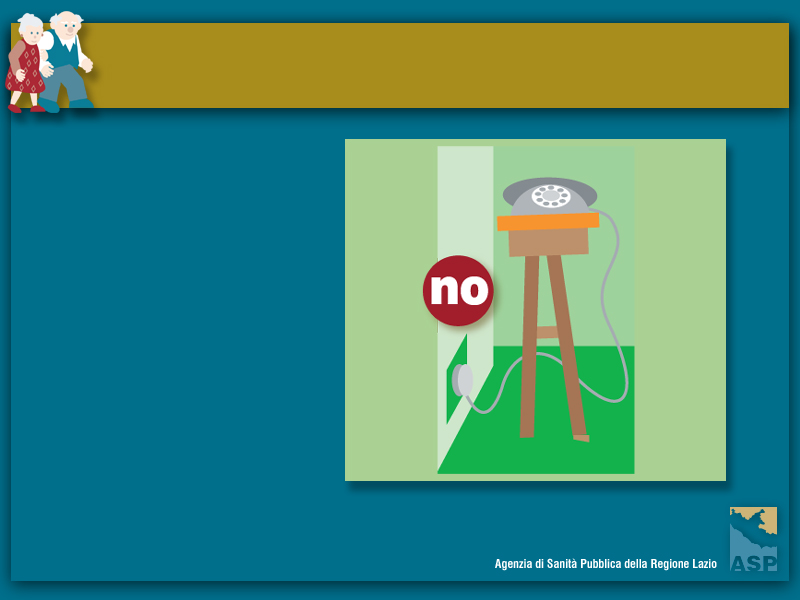 no
Agenzia di Sanità Pubblica della Regione Lazio
ASP